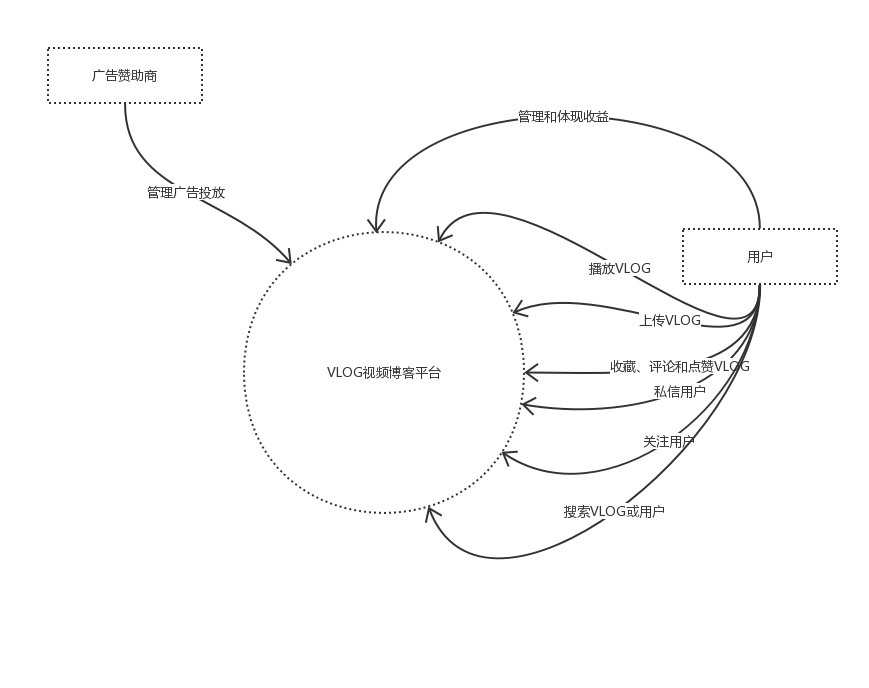 广告赞助商
管理和体现收益
管理广告投放
用户
播放VLOG
上传VLOG
收藏、评论和点赞VLOG
VLOG视频博客平台
私信用户
关注用户
搜索VLOG或用户